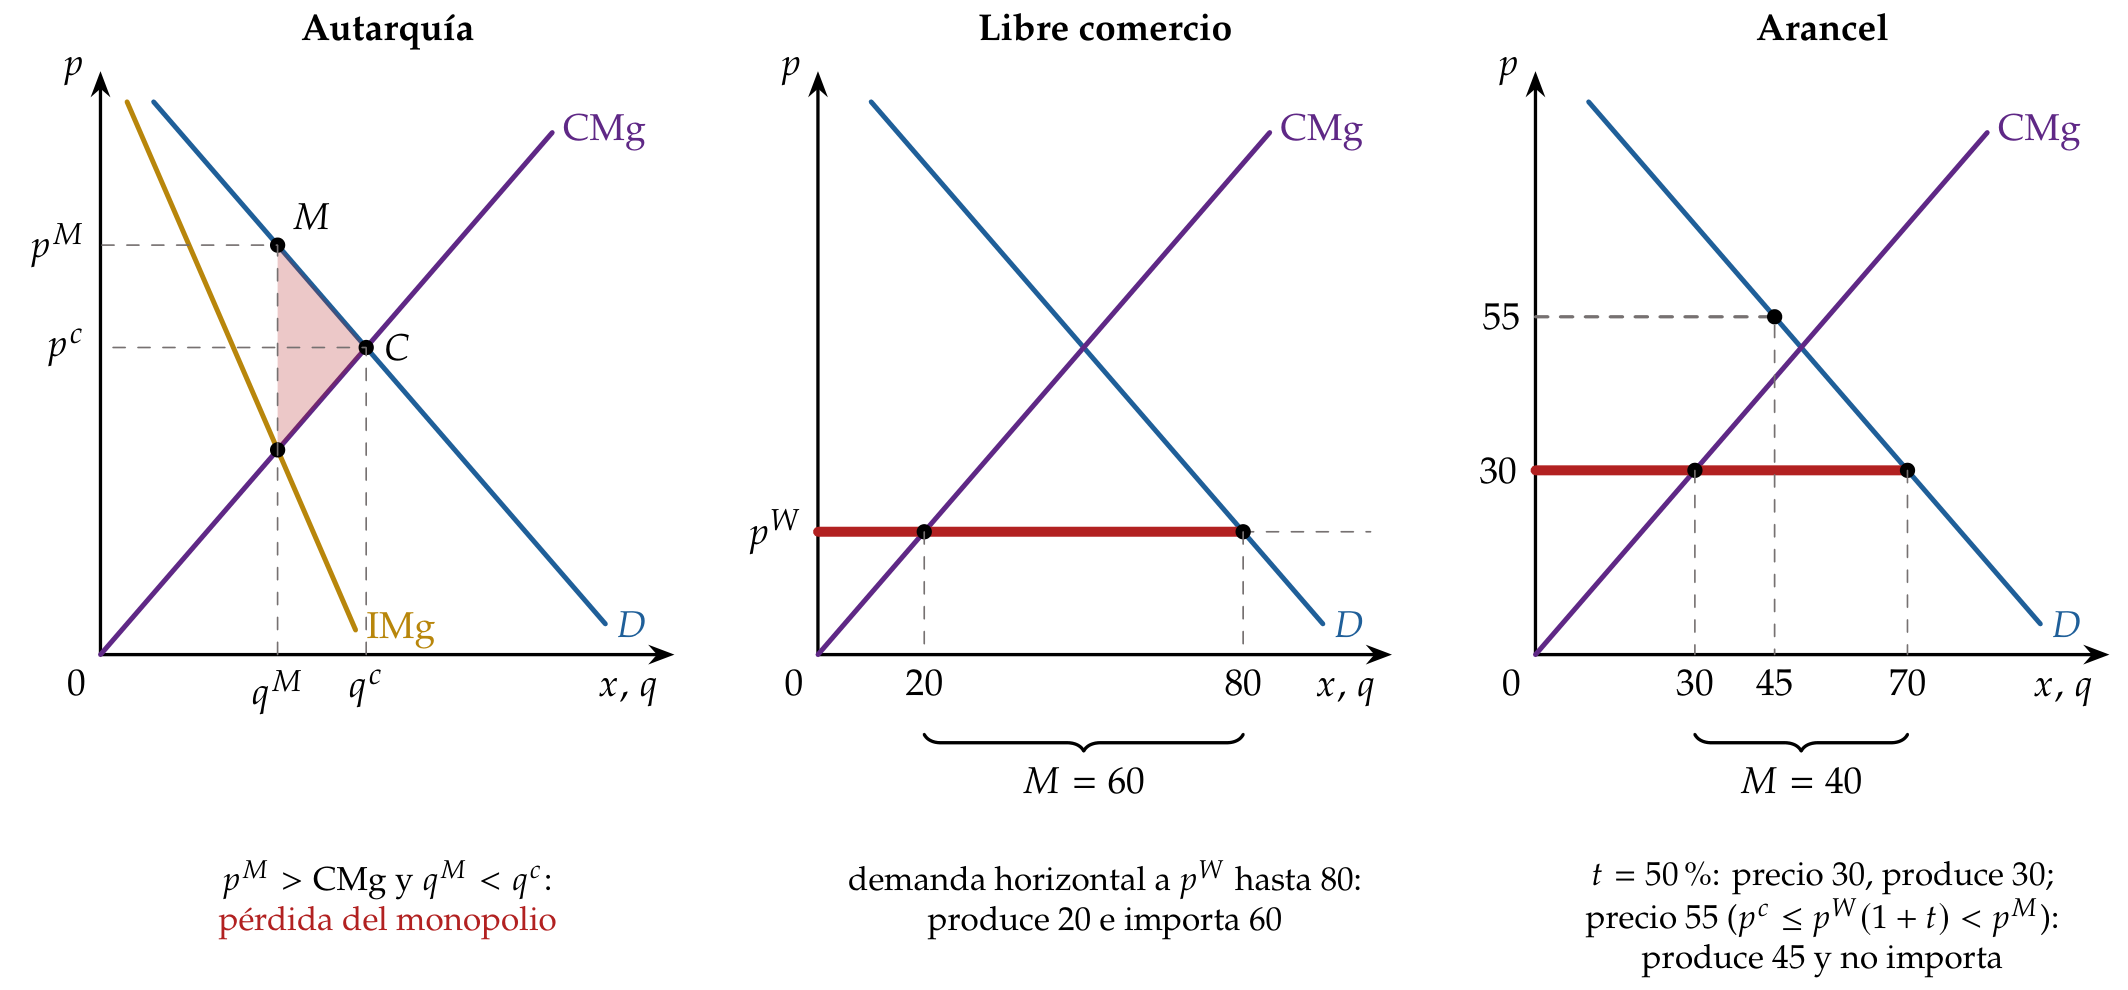 Autarquía
p
CMg
M
p^M
p^c
C
IMg
D
0
q^M
q^c
x, q
p^M > CMg y q^M < q^c:
pérdida del monopolio
Libre comercio
p
CMg
p^W
D
0
20
80
x, q
M = 60
demanda horizontal a p^W hasta 80:
produce 20 e importa 60
Arancel
p
CMg
55
30
D
0
30
45
70
x, q
M = 40
t = 50 %: precio 30, produce 30;
precio 55 (p^c ≤ p^W(1 + t) < p^M):
produce 45 y no importa